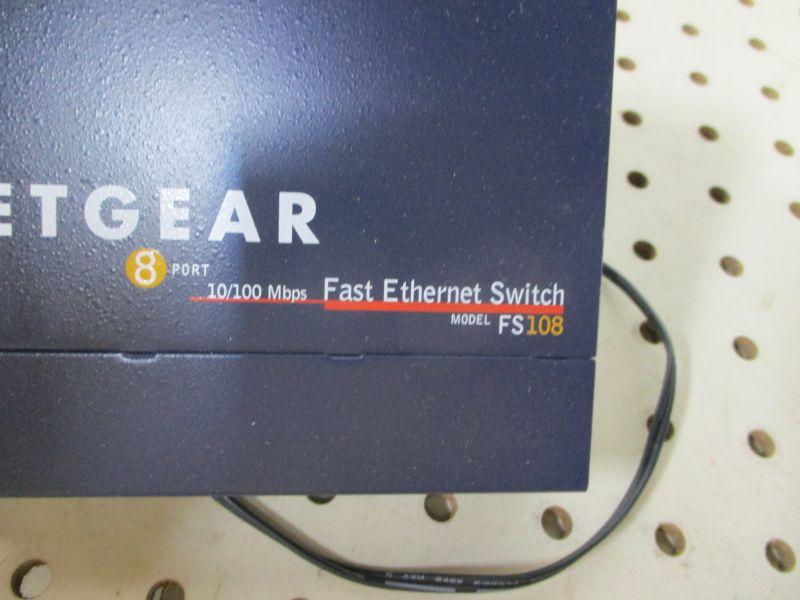 ETGEAR
8 PORT
10/100 Mbps Fast Ethernet Switch
MODEL FS108